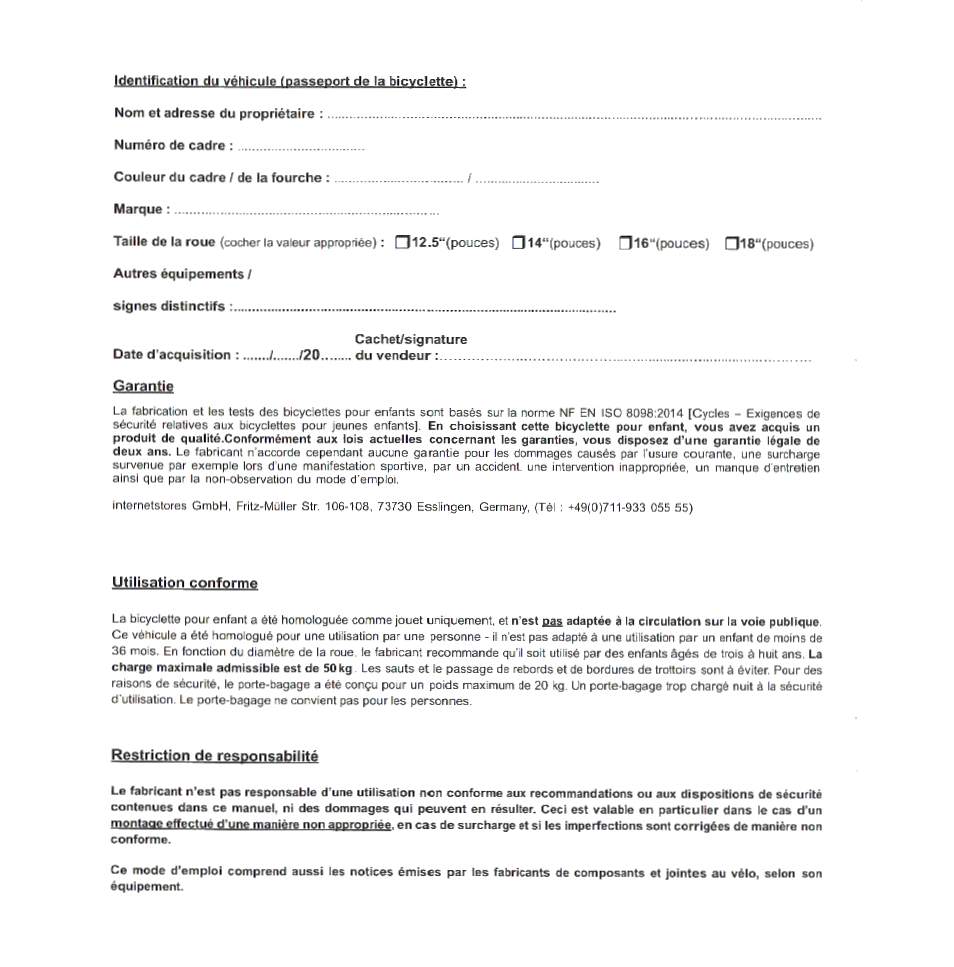 Identification du véhicule (passeport de la bicyclette) :
Nom et adresse du propriétaire : ..........................................................................................................................
Numéro de cadre : ................................
Couleur du cadre / de la fourche : ................................ / ...............................
Marque : ..................................................................
Taille de la roue (cocher la valeur appropriée) : ❐12.5“(pouces) ❐14“(pouces) ❐16“(pouces) ❐18“(pouces)
Autres équipements /
signes distinctifs :................................................................................................
Cachet/signature
Date d’acquisition : ......./......./20........ du vendeur :..............................................................................................
Garantie
La fabrication et les tests des bicyclettes pour enfants sont basés sur la norme NF EN ISO 8098:2014 [Cycles – Exigences de
sécurité relatives aux bicyclettes pour jeunes enfants]. En choisissant cette bicyclette pour enfant, vous avez acquis un
produit de qualité.Conformément aux lois actuelles concernant les garanties, vous disposez d’une garantie légale de
deux ans. Le fabricant n’accorde cependant aucune garantie pour les dommages causés par l’usure courante, une surcharge
survenue par exemple lors d’une manifestation sportive, par un accident une intervention inappropriée, un manque d’entretien
ainsi que par la non-observation du mode d’emploi.
internetstores GmbH, Fritz-Müller Str. 106-108, 73730 Esslingen, Germany, (Tél : +49(0)711-933 055 55)
Utilisation conforme
La bicyclette pour enfant a été homologuée comme jouet uniquement, et n’est pas adaptée à la circulation sur la voie publique.
Ce véhicule a été homologué pour une utilisation par une personne - il n’est pas adapté à une utilisation par un enfant de moins de
36 mois. En fonction du diamètre de la roue, le fabricant recommande qu’il soit utilisé par des enfants âgés de trois à huit ans. La
charge maximale admissible est de 50 kg. Les sauts et le passage de rebords et de bordures de trottoirs sont à éviter. Pour des
raisons de sécurité, le porte-bagage a été conçu pour un poids maximum de 20 kg. Un porte-bagage trop chargé nuit à la sécurité
d’utilisation. Le porte-bagage ne convient pas pour les personnes.
Restriction de responsabilité
Le fabricant n’est pas responsable d’une utilisation non conforme aux recommandations ou aux dispositions de sécurité
contenues dans ce manuel, ni des dommages qui peuvent en résulter. Ceci est valable en particulier dans le cas d’un
montage effectué d’une manière non appropriée, en cas de surcharge et si les imperfections sont corrigées de manière non
conforme.
Ce mode d’emploi comprend aussi les notices émises par les fabricants de composants et jointes au vélo, selon son
équipement.